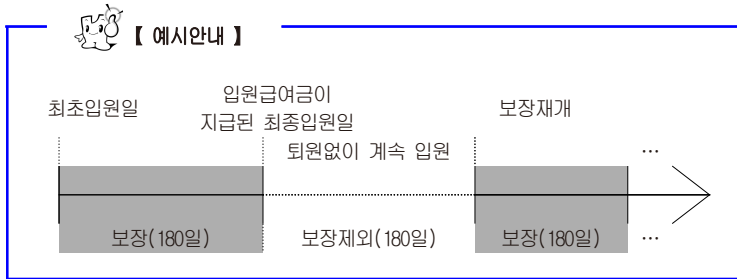 【 예시안내 】
최초입원일
입원급여금이
지급된 최종입원일
보장재개
퇴원없이 계속 입원
…
보장(180일)
보장제외(180일)
보장(180일)
…